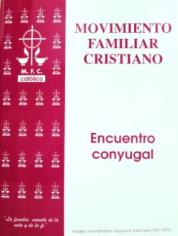 MOVIMIENTO
FAMILIAR
CRISTIANO
M. F. C.
católico
Encuentro
conyugal
"La familia, escuela de la
vida y de la fe"